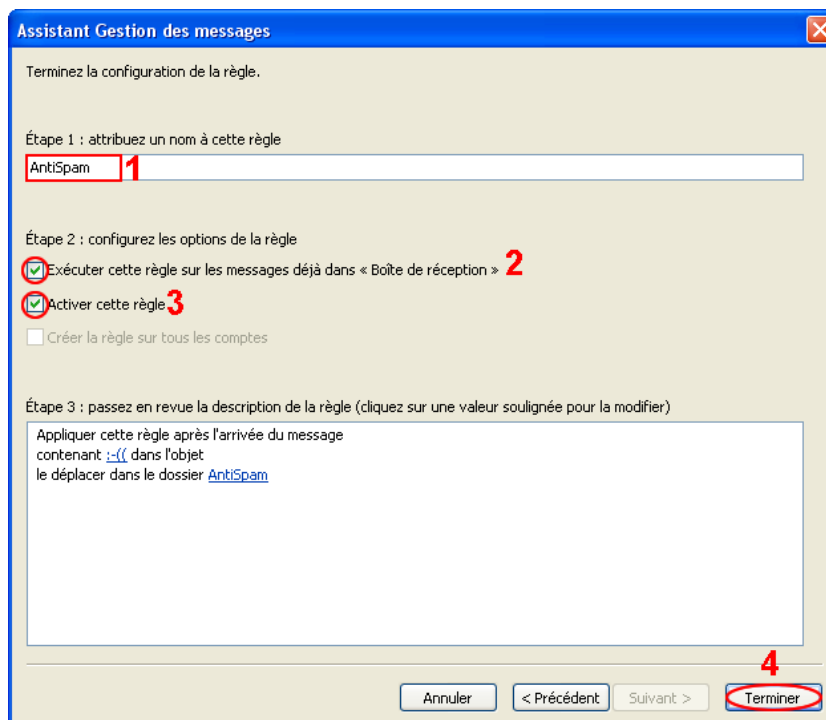 Assistant Gestion des messages
Terminez la configuration de la règle.
Étape 1 : attribuez un nom à cette règle
AntiSpam 1
Étape 2 : configurez les options de la règle
Exécuter cette règle sur les messages déjà dans « Boîte de réception » 2
Activer cette règle 3
Créer la règle sur tous les comptes
Étape 3 : passez en revue la description de la règle (cliquez sur une valeur soulignée pour la modifier)
Appliquer cette règle après l'arrivée du message
contenant :-(( dans l'objet
le déplacer dans le dossier AntiSpam
4
Annuler < Précédent Suivant > Terminer